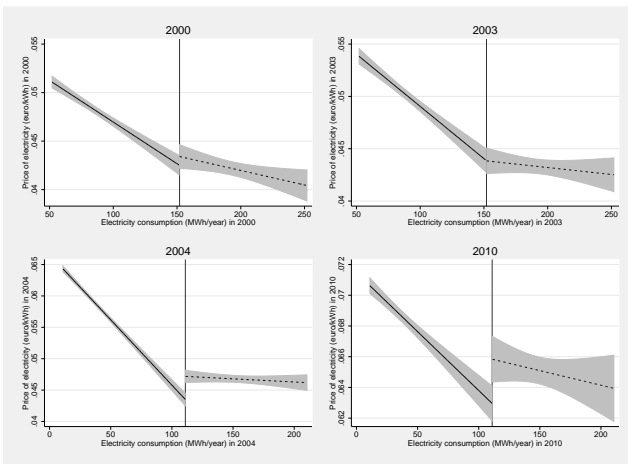 2000
Price of electricity (euro/kWh) in 2000
.055
.05
.045
.04
50 100 150 200 250
Electricity consumption (MWh/year) in 2000
2003
Price of electricity (euro/kWh) in 2003
.055
.05
.045
.04
50 100 150 200 250
Electricity consumption (MWh/year) in 2003
2004
Price of electricity (euro/kWh) in 2004
.065
.06
.055
.05
.045
.04
0 50 100 150 200
Electricity consumption (MWh/year) in 2004
2010
Price of electricity (euro/kWh) in 2010
.072
.07
.068
.066
.064
.062
0 50 100 150 200
Electricity consumption (MWh/year) in 2010